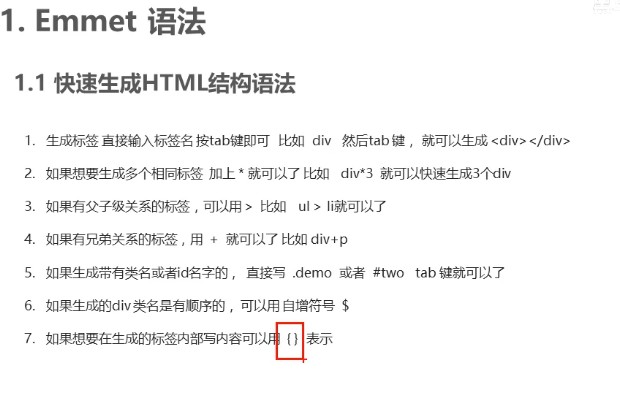 1. Emmet 语法
1.1 快速生成HTML结构语法
1. 生成标签 直接输入标签名 按tab键即可 比如 div 然后tab 键， 就可以生成 <div></div>
2. 如果想要生成多个相同标签 加上 * 就可以了 比如 div*3 就可以快速生成3个div
3. 如果有父子级关系的标签，可以用 > 比如 ul > li就可以了
4. 如果有兄弟关系的标签，用 + 就可以了 比如 div+p
5. 如果生成带有类名或者id名字的， 直接写 .demo 或者 #two tab 键就可以了
6. 如果生成的div 类名是有顺序的， 可以用 自增符号 $
7. 如果想要在生成的标签内部写内容可以用 { } 表示